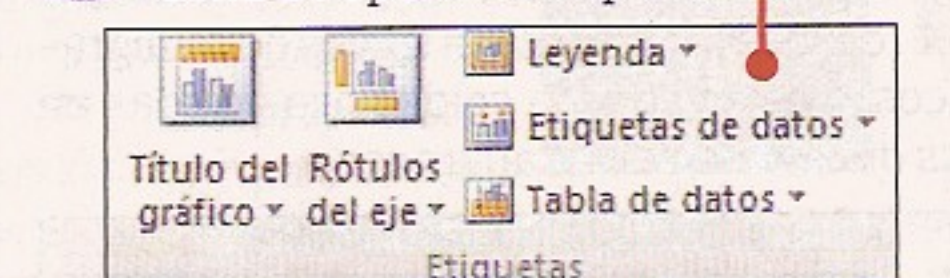 Título del gráfico
Rótulos del eje
Leyenda
Etiquetas de datos
Tabla de datos
Etiquetas